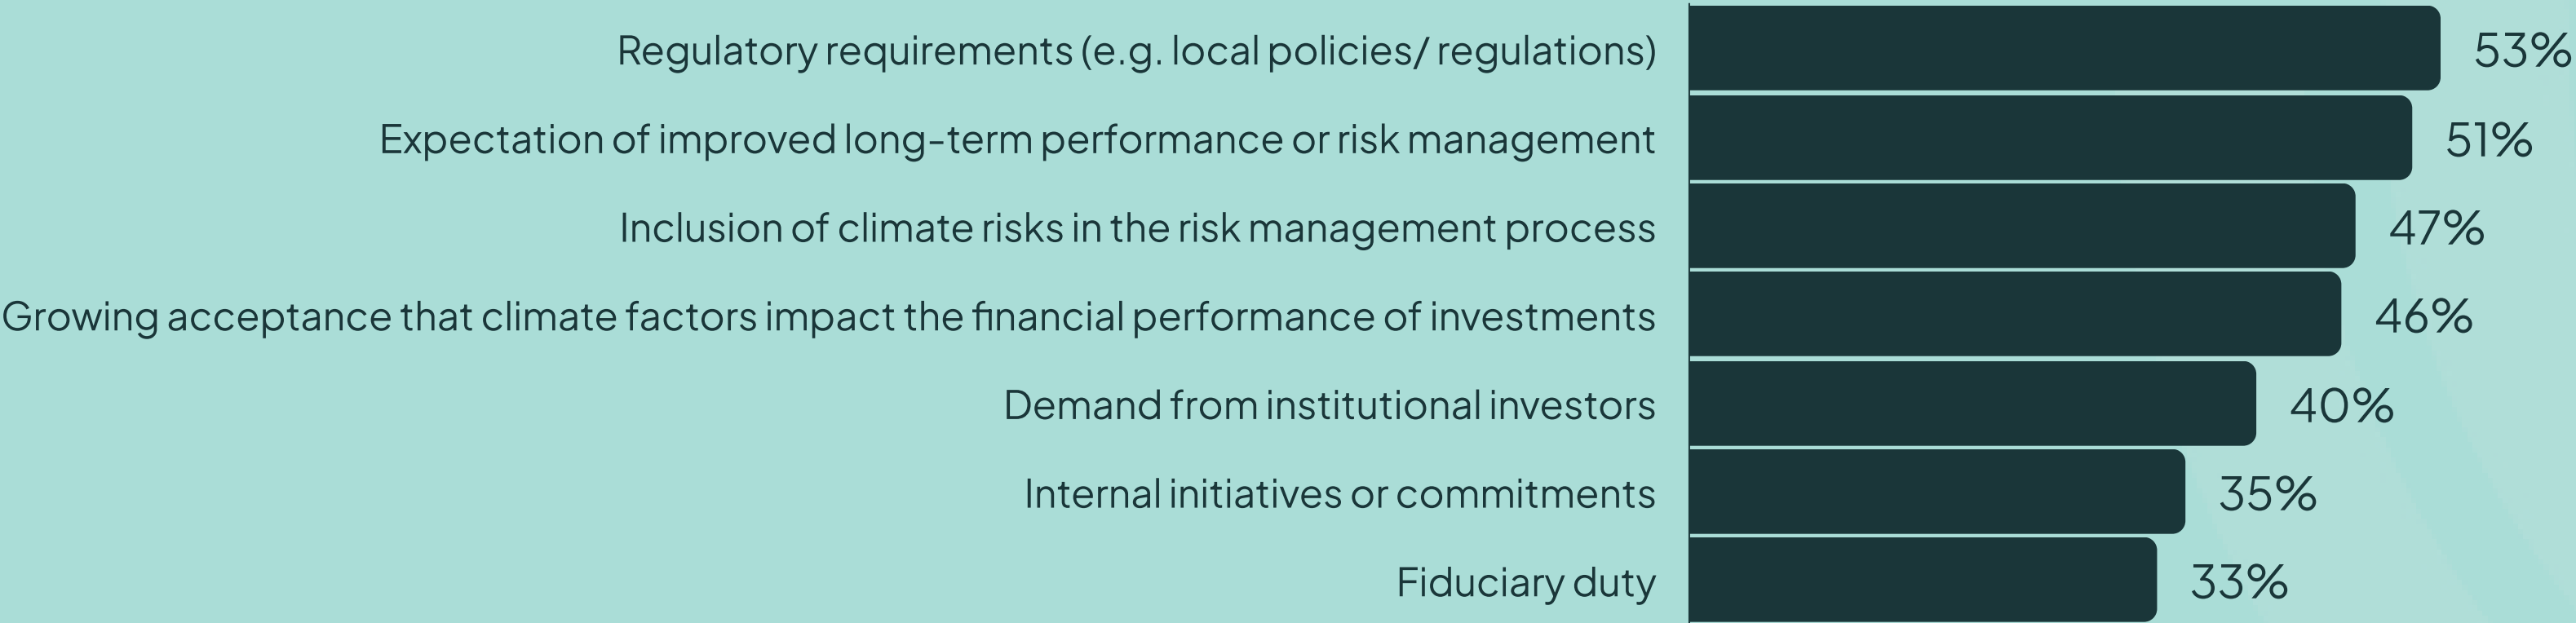 Regulatory requirements (e.g. local policies/ regulations) 53%
Expectation of improved long-term performance or risk management 51%
Inclusion of climate risks in the risk management process 47%
Growing acceptance that climate factors impact the financial performance of investments 46%
Demand from institutional investors 40%
Internal initiatives or commitments 35%
Fiduciary duty 33%